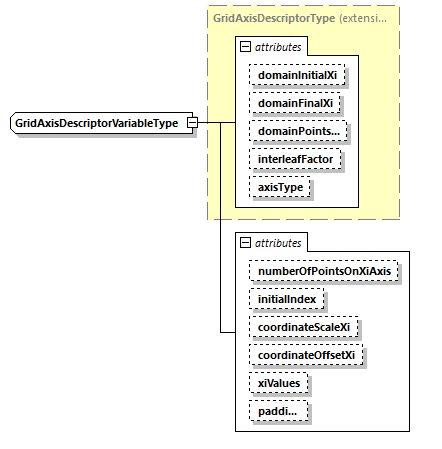 GridAxisDescriptorType (extensi...
attributes
domainInitialXi
domainFinalXi
domainPoints...
interleafFactor
axisType
GridAxisDescriptorVariableType
attributes
numberOfPointsOnXiAxis
initialIndex
coordinateScaleXi
coordinateOffsetXi
xiValues
paddi...